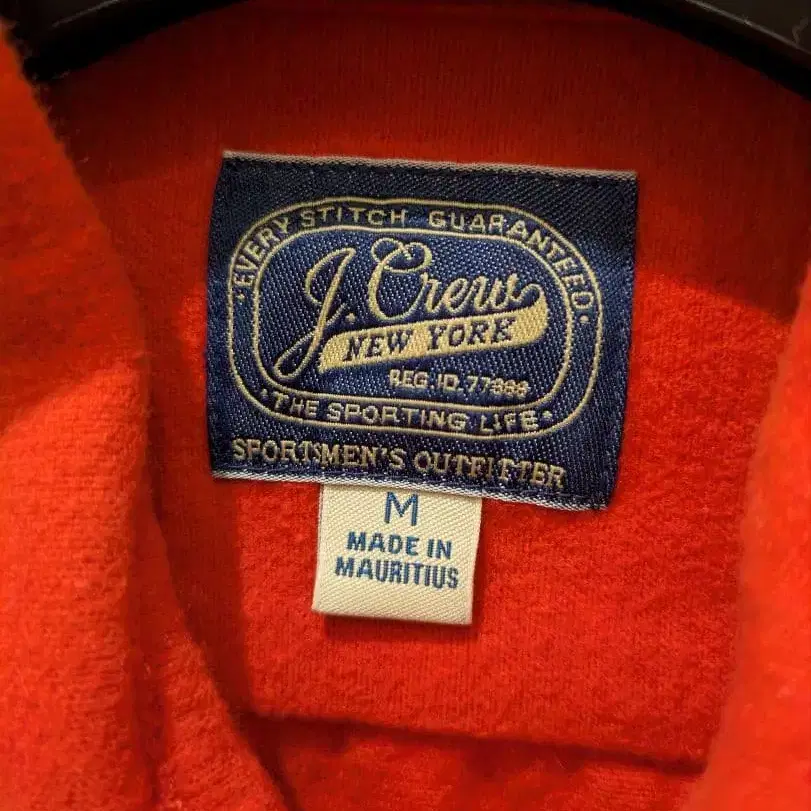 EVERY STITCH GUARANTEED
J. Crew
NEW YORK
REG. ID. 77388
• THE SPORTING LIFE •
SPORTSMEN'S OUTFITTER
M
MADE IN
MAURITIUS